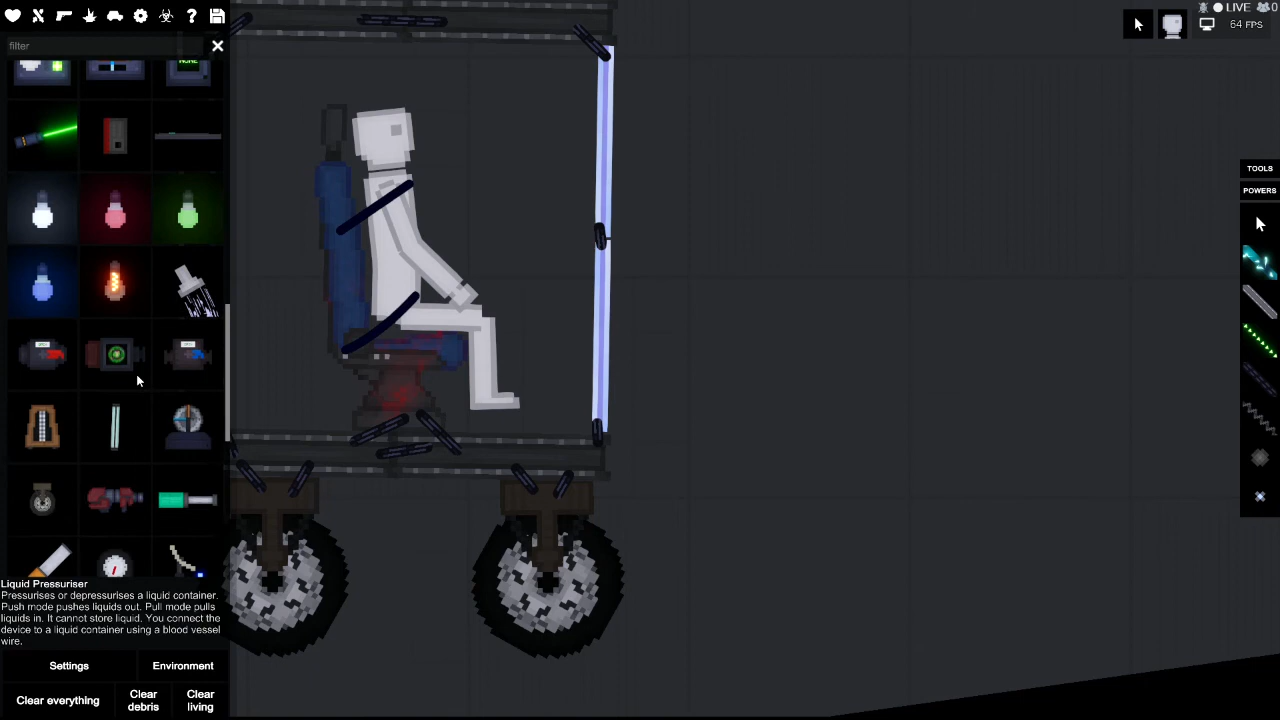 LIVE
0
64 FPS
filter
NONE
TOOLS
POWERS
Liquid Pressuriser
Pressurises or depressurises a liquid container.
Push mode pushes liquids out. Pull mode pulls
liquids in. It cannot store liquid. You connect the
device to a liquid container using a blood vessel
wire.
Settings
Environment
Clear everything
Clear
debris
Clear
living